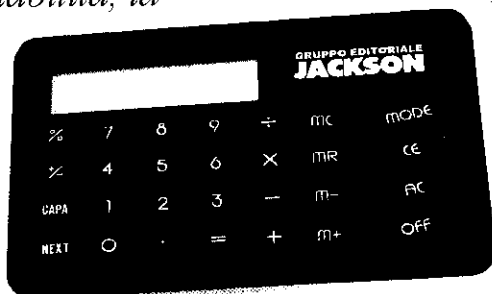 GRUPPO EDITORIALE
JACKSON
% 7 8 9 ÷ MC MODE
+/- 4 5 6 × MR CE
CAPA 1 2 3 − M− AC
NEXT 0 . = + M+ OFF